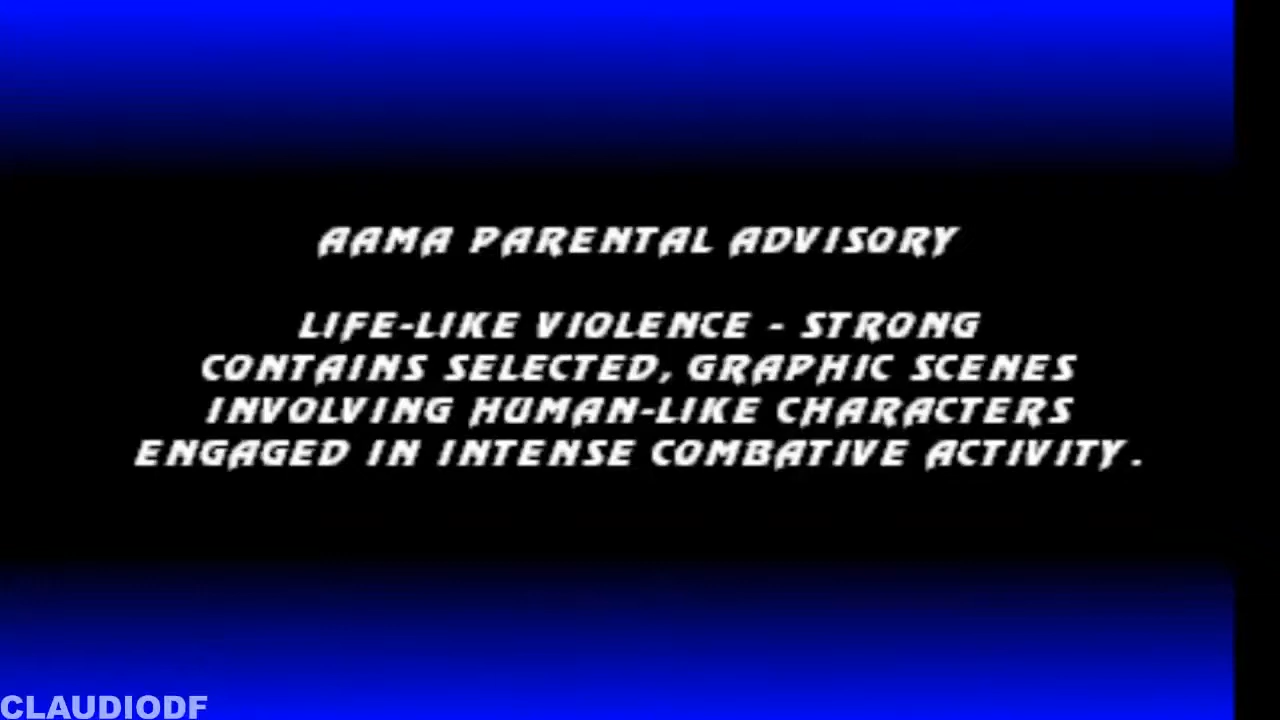 AAMA PARENTAL ADVISORY
LIFE-LIKE VIOLENCE - STRONG
CONTAINS SELECTED, GRAPHIC SCENES
INVOLVING HUMAN-LIKE CHARACTERS
ENGAGED IN INTENSE COMBATIVE ACTIVITY.
CLAUDIODF